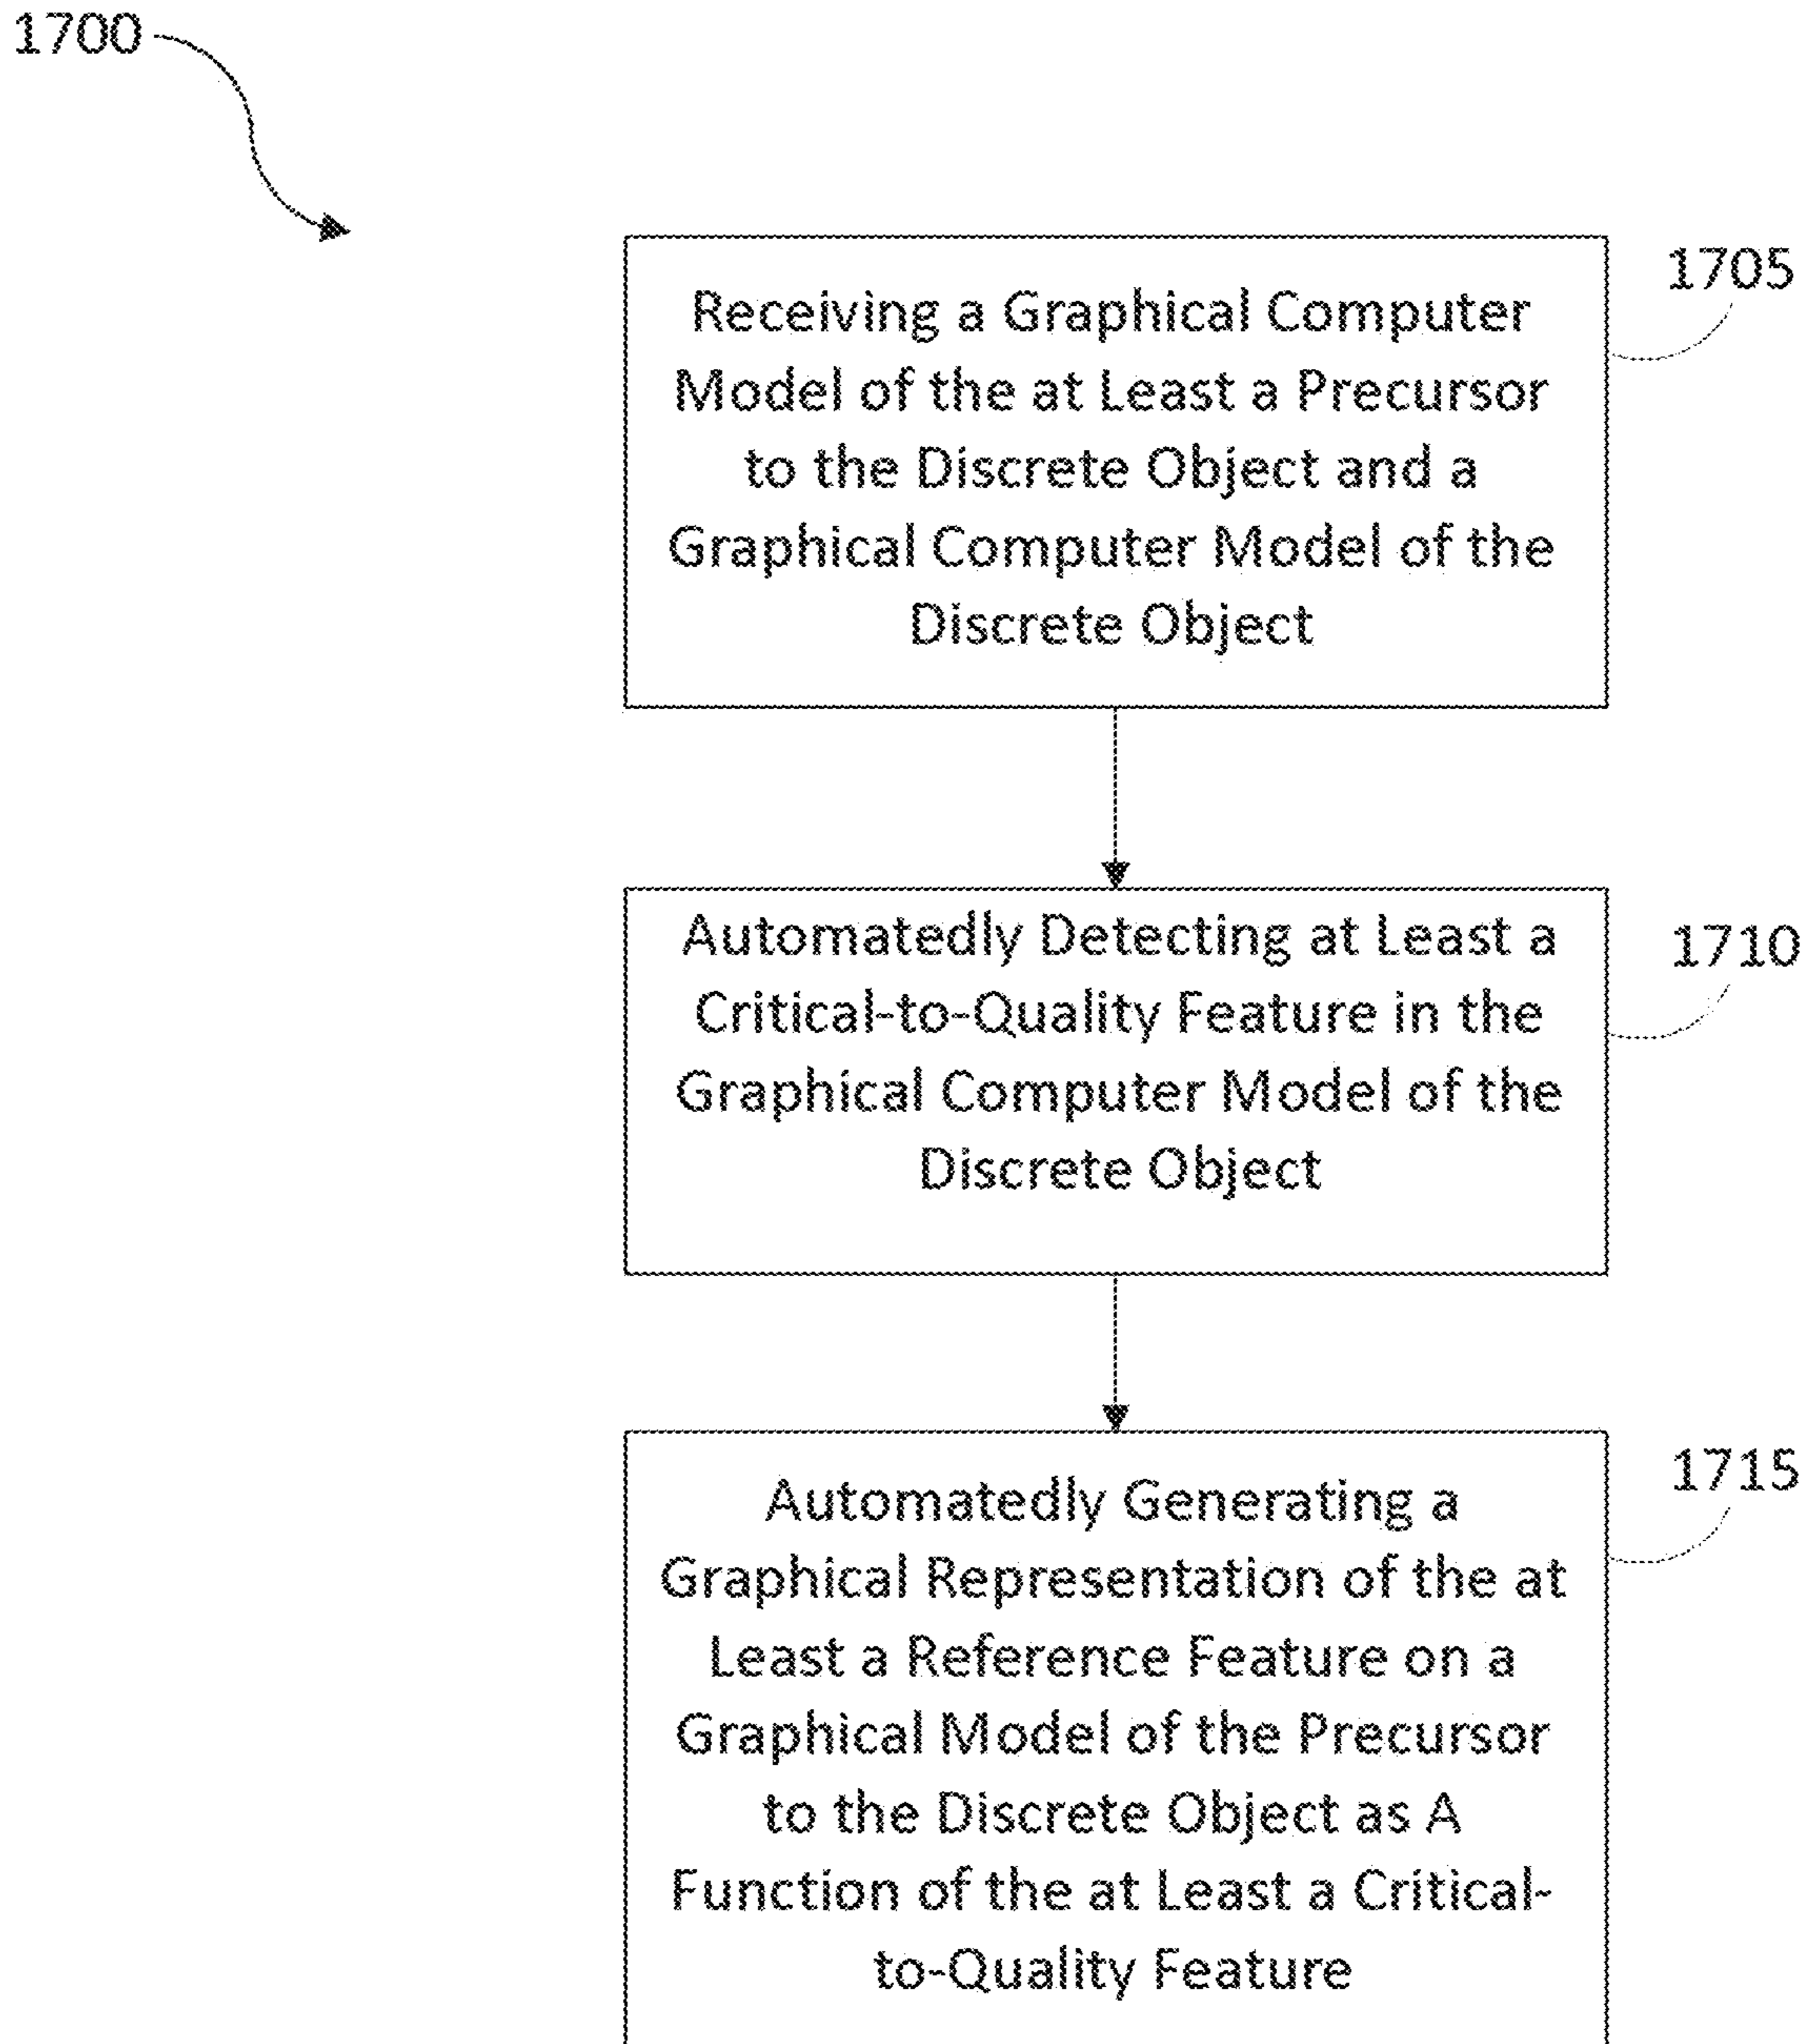 1700
Receiving a Graphical Computer
Model of the at Least a Precursor
to the Discrete Object and a
Graphical Computer Model of the
Discrete Object
1705
Automatedly Detecting at Least a
Critical-to-Quality Feature in the
Graphical Computer Model of the
Discrete Object
1710
Automatedly Generating a
Graphical Representation of the at
Least a Reference Feature on a
Graphical Model of the Precursor
to the Discrete Object as A
Function of the at Least a Critical-
to-Quality Feature
1715